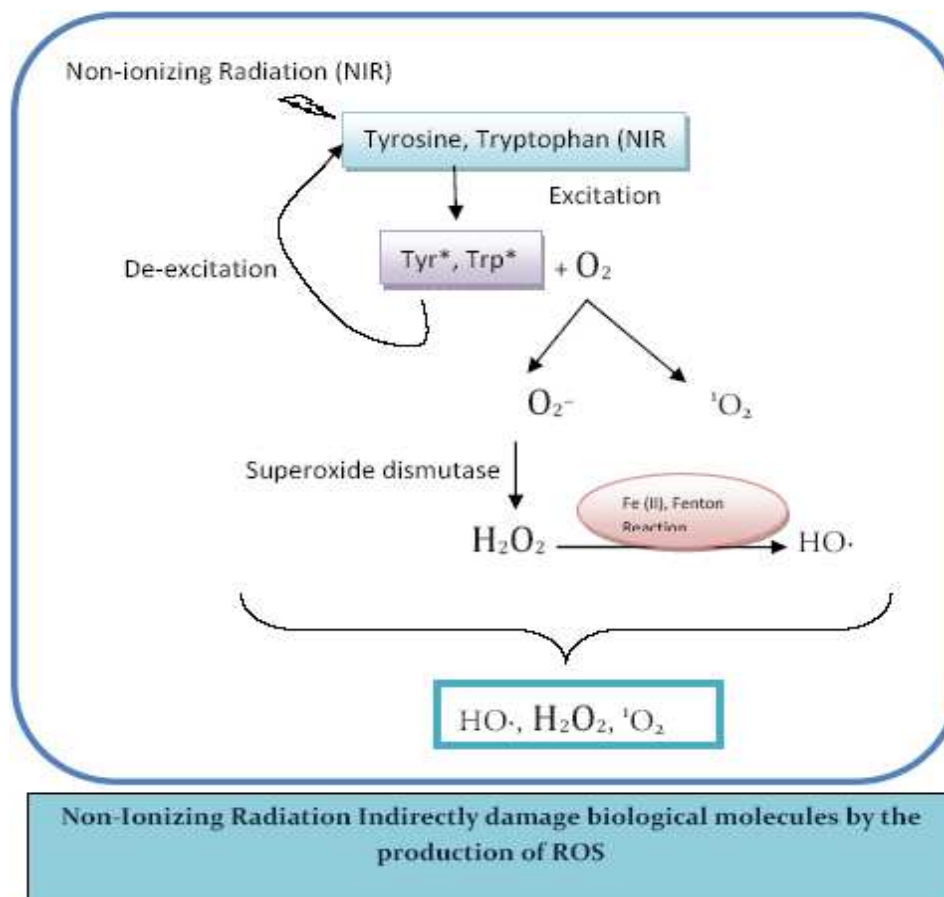 Non-ionizing Radiation (NIR)
Tyrosine, Tryptophan (NIR
Excitation
De-excitation
Tyr*, Trp*
+ O₂
O₂⁻
¹O₂
Superoxide dismutase
Fe (II), Fenton
Reaction
H₂O₂
HO·
HO·, H₂O₂, ¹O₂
Non-Ionizing Radiation Indirectly damage biological molecules by the
production of ROS